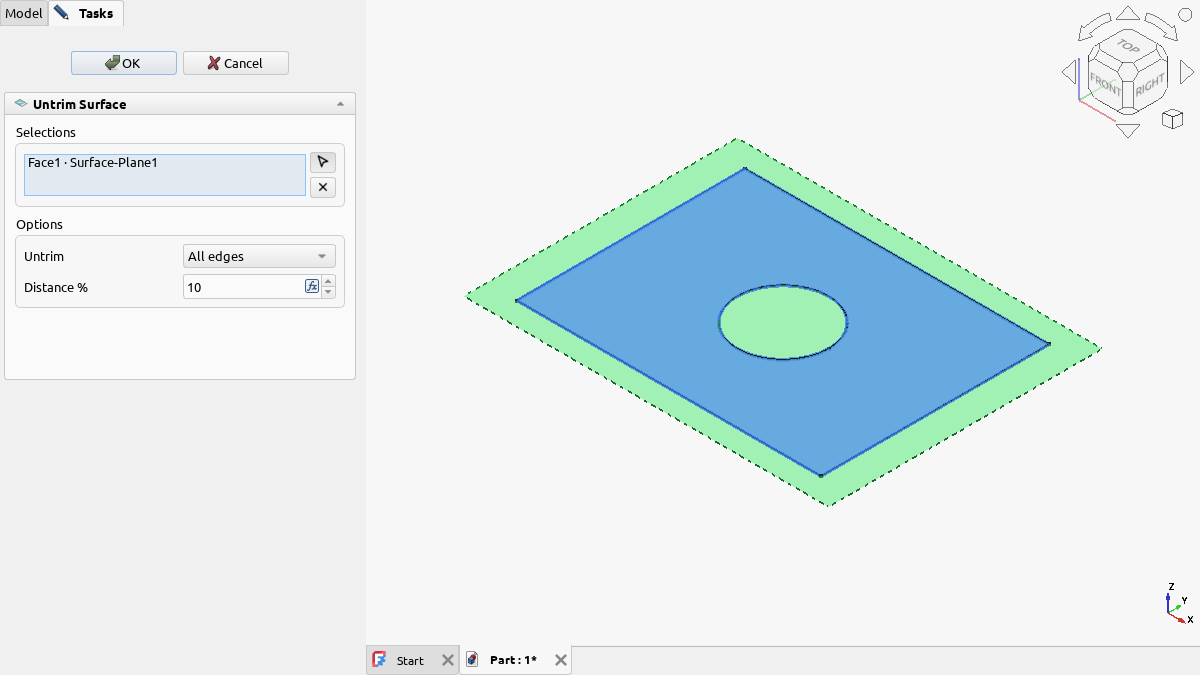 Model
Tasks
OK
Cancel
Untrim Surface
Selections
Face1 · Surface-Plane1
Options
Untrim
All edges
Distance %
10
fx
TOP
FRONT
RIGHT
Z
Y
X
Start
Part : 1*